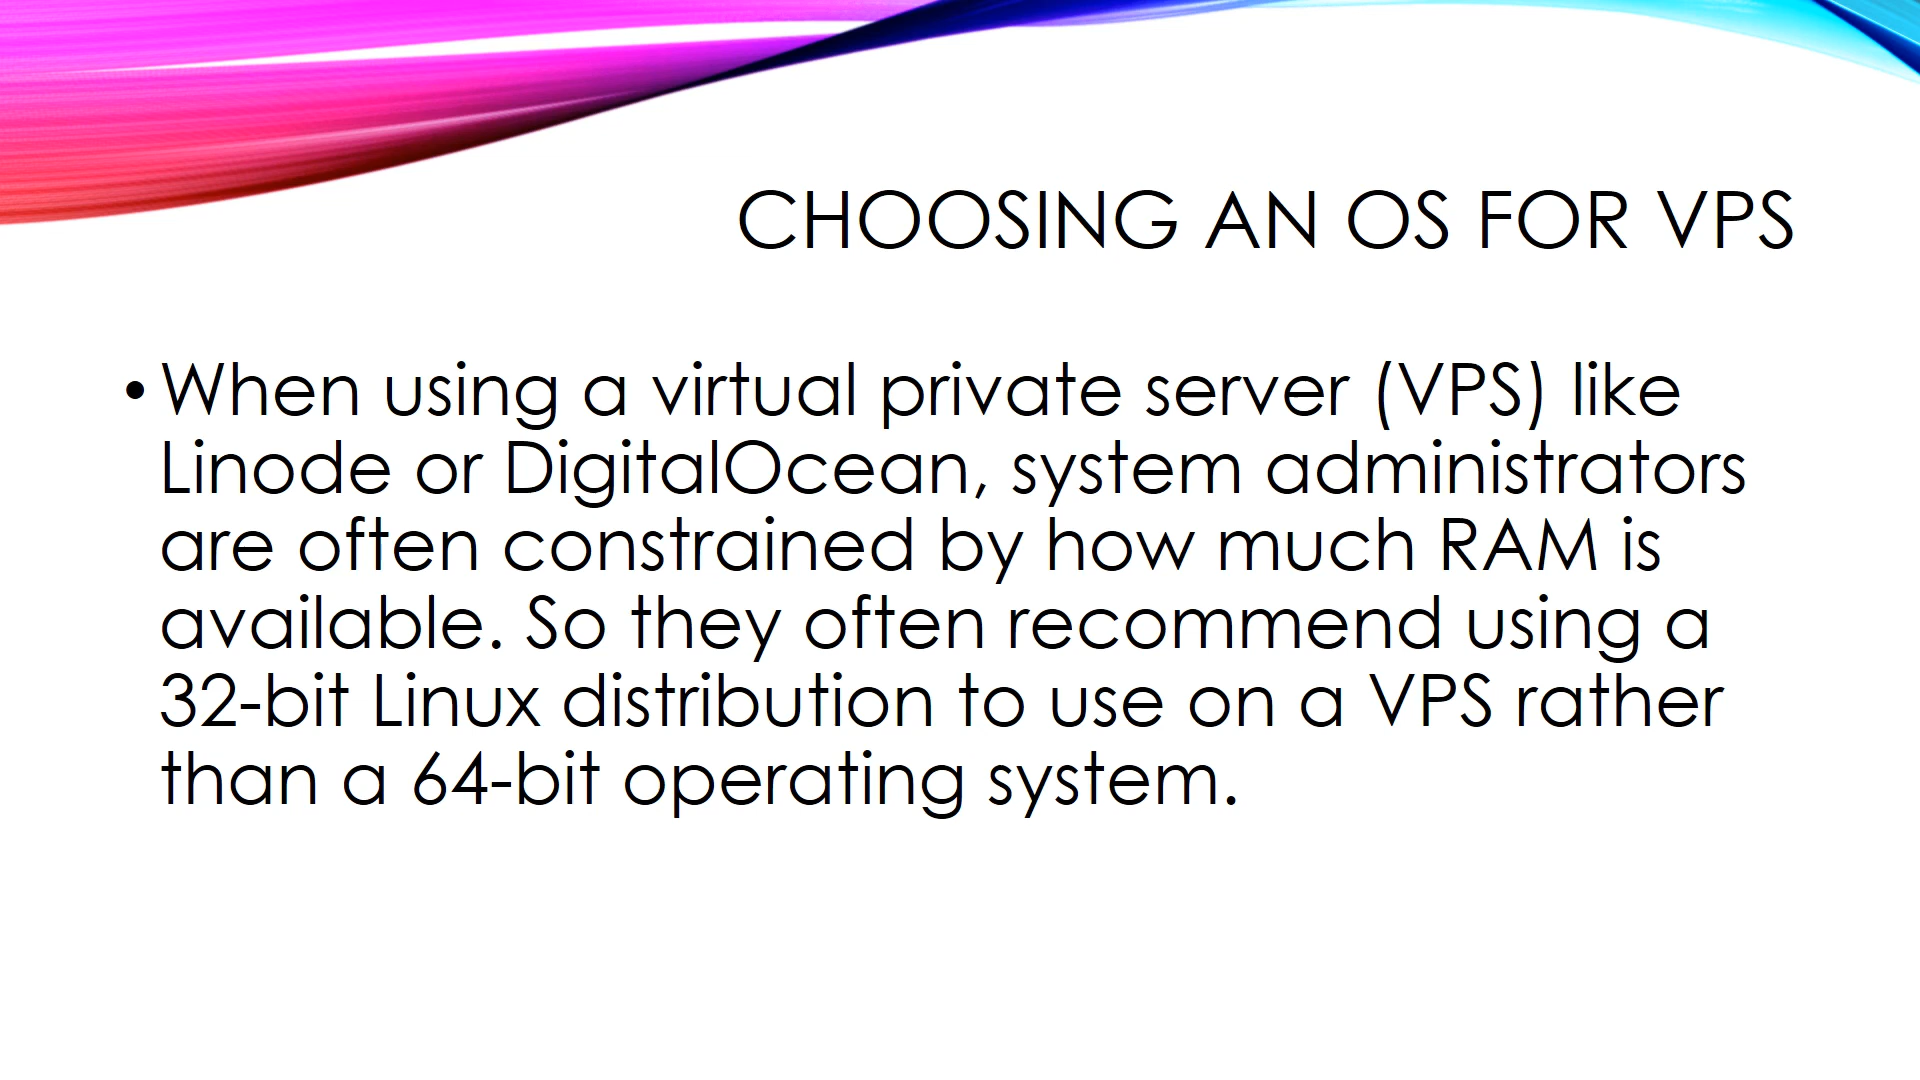 CHOOSING AN OS FOR VPS
• When using a virtual private server (VPS) like
Linode or DigitalOcean, system administrators
are often constrained by how much RAM is
available. So they often recommend using a
32-bit Linux distribution to use on a VPS rather
than a 64-bit operating system.